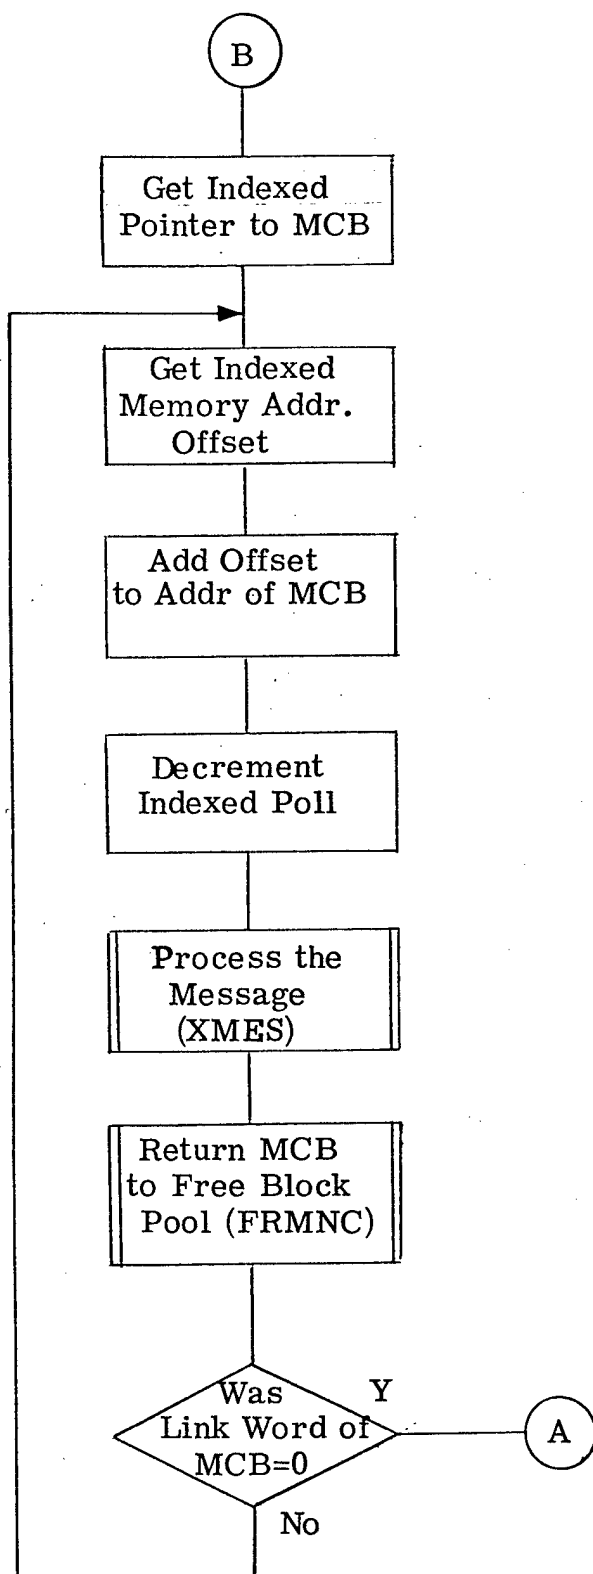 B
Get Indexed
Pointer to MCB
Get Indexed
Memory Addr.
Offset
Add Offset
to Addr of MCB
Decrement
Indexed Poll
Process the
Message
(XMES)
Return MCB
to Free Block
Pool (FRMNC)
Was
Link Word of
MCB=0
Y
A
No